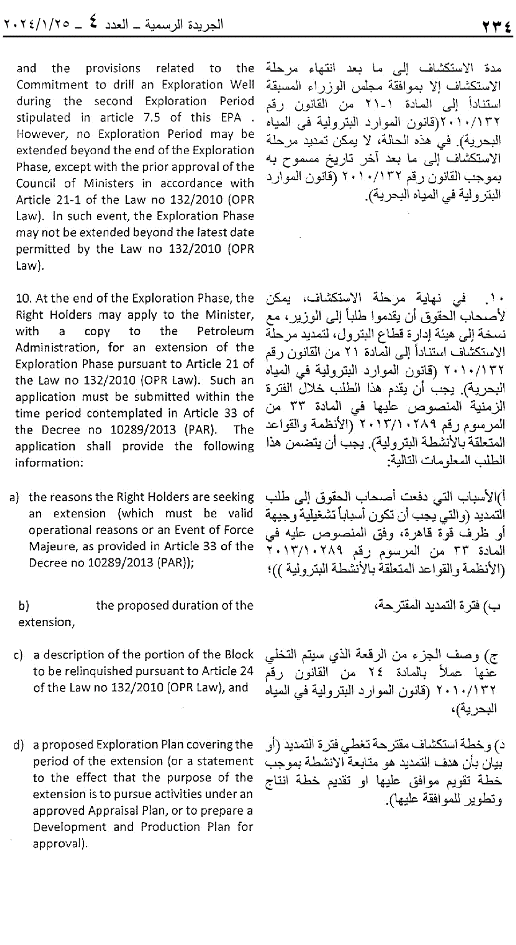 ٢٣٤
الجريدة الرسمية – العدد ٤ – ٢٠٢٤/١/٢٥
and the provisions related to the
Commitment to drill an Exploration Well
during the second Exploration Period
stipulated in article 7.5 of this EPA .
However, no Exploration Period may be
extended beyond the end of the Exploration
Phase, except with the prior approval of the
Council of Ministers in accordance with
Article 21-1 of the Law no 132/2010 (OPR
Law). In such event, the Exploration Phase
may not be extended beyond the latest date
permitted by the Law no 132/2010 (OPR
Law).
مدة الاستكشاف إلى ما بعد انتهاء مرحلة
الاستكشاف إلا بموافقة مجلس الوزراء المسبقة
استناداً إلى المادة ٢١-١ من القانون رقم
٢٠١٠/١٣٢ (قانون الموارد البترولية في المياه
البحرية). في هذه الحالة، لا يمكن تمديد مرحلة
الاستكشاف إلى ما بعد آخر تاريخ مسموح به
بموجب القانون رقم ٢٠١٠/١٣٢ (قانون الموارد
البترولية في المياه البحرية).
10. At the end of the Exploration Phase, the
Right Holders may apply to the Minister,
with a copy to the Petroleum
Administration, for an extension of the
Exploration Phase pursuant to Article 21 of
the Law no 132/2010 (OPR Law). Such an
application must be submitted within the
time period contemplated in Article 33 of
the Decree no 10289/2013 (PAR). The
application shall provide the following
information:
١٠. في نهاية مرحلة الاستكشاف، يمكن
لأصحاب الحقوق أن يقدموا طلباً إلى الوزير، مع
نسخة إلى هيئة إدارة قطاع البترول، لتمديد مرحلة
الاستكشاف استناداً إلى المادة ٢١ من القانون رقم
٢٠١٠/١٣٢ (قانون الموارد البترولية في المياه
البحرية). يجب أن يقدم هذا الطلب خلال الفترة
الزمنية المنصوص عليها في المادة ٣٣ من
المرسوم رقم ٢٠١٣/١٠٢٨٩ (الأنظمة والقواعد
المتعلقة بالأنشطة البترولية). يجب أن يتضمن هذا
الطلب المعلومات التالية:
a) the reasons the Right Holders are seeking
an extension (which must be valid
operational reasons or an Event of Force
Majeure, as provided in Article 33 of the
Decree no 10289/2013 (PAR));
أ)الأسباب التي دفعت أصحاب الحقوق إلى طلب
التمديد (والتي يجب أن تكون أسباباً تشغيلية وجيهة
أو ظرف قوة قاهرة، وفق المنصوص عليه في
المادة ٣٣ من المرسوم رقم ٢٠١٣/١٠٢٨٩
(الأنظمة والقواعد المتعلقة بالأنشطة البترولية ))؛
b) the proposed duration of the
extension,
ب) فترة التمديد المقترحة،
c) a description of the portion of the Block
to be relinquished pursuant to Article 24
of the Law no 132/2010 (OPR Law), and
ج) وصف الجزء من الرقعة الذي سيتم التخلي
عنها عملاً بالمادة ٢٤ من القانون رقم
٢٠١٠/١٣٢ (قانون الموارد البترولية في المياه
البحرية)،
d) a proposed Exploration Plan covering the
period of the extension (or a statement
to the effect that the purpose of the
extension is to pursue activities under an
approved Appraisal Plan, or to prepare a
Development and Production Plan for
approval).
د) وخطة استكشاف مقترحة تغطي فترة التمديد (أو
بيان بأن هدف التمديد هو متابعة الانشطة بموجب
خطة تقويم موافق عليها او تقديم خطة انتاج
وتطوير للموافقة عليها).